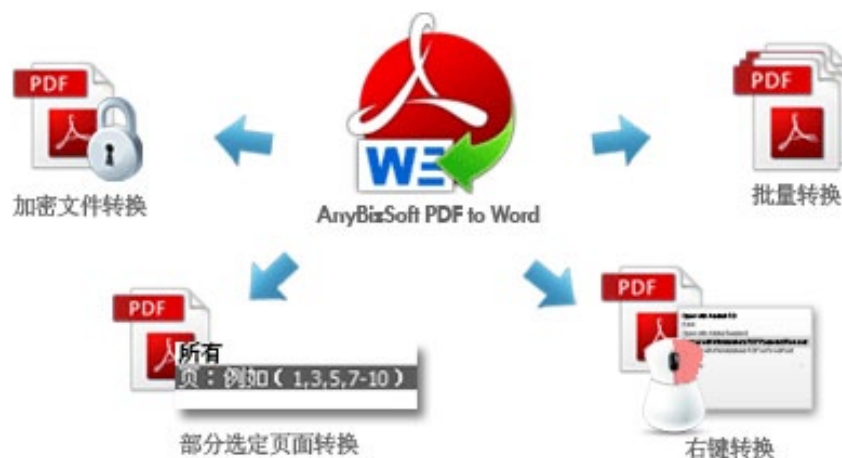 PDF
加密文件转换
W
AnyBizSoft PDF to Word
PDF
批量转换
PDF
所有
页：例如（1,3,5,7-10）
部分选定页面转换
PDF
右键转换